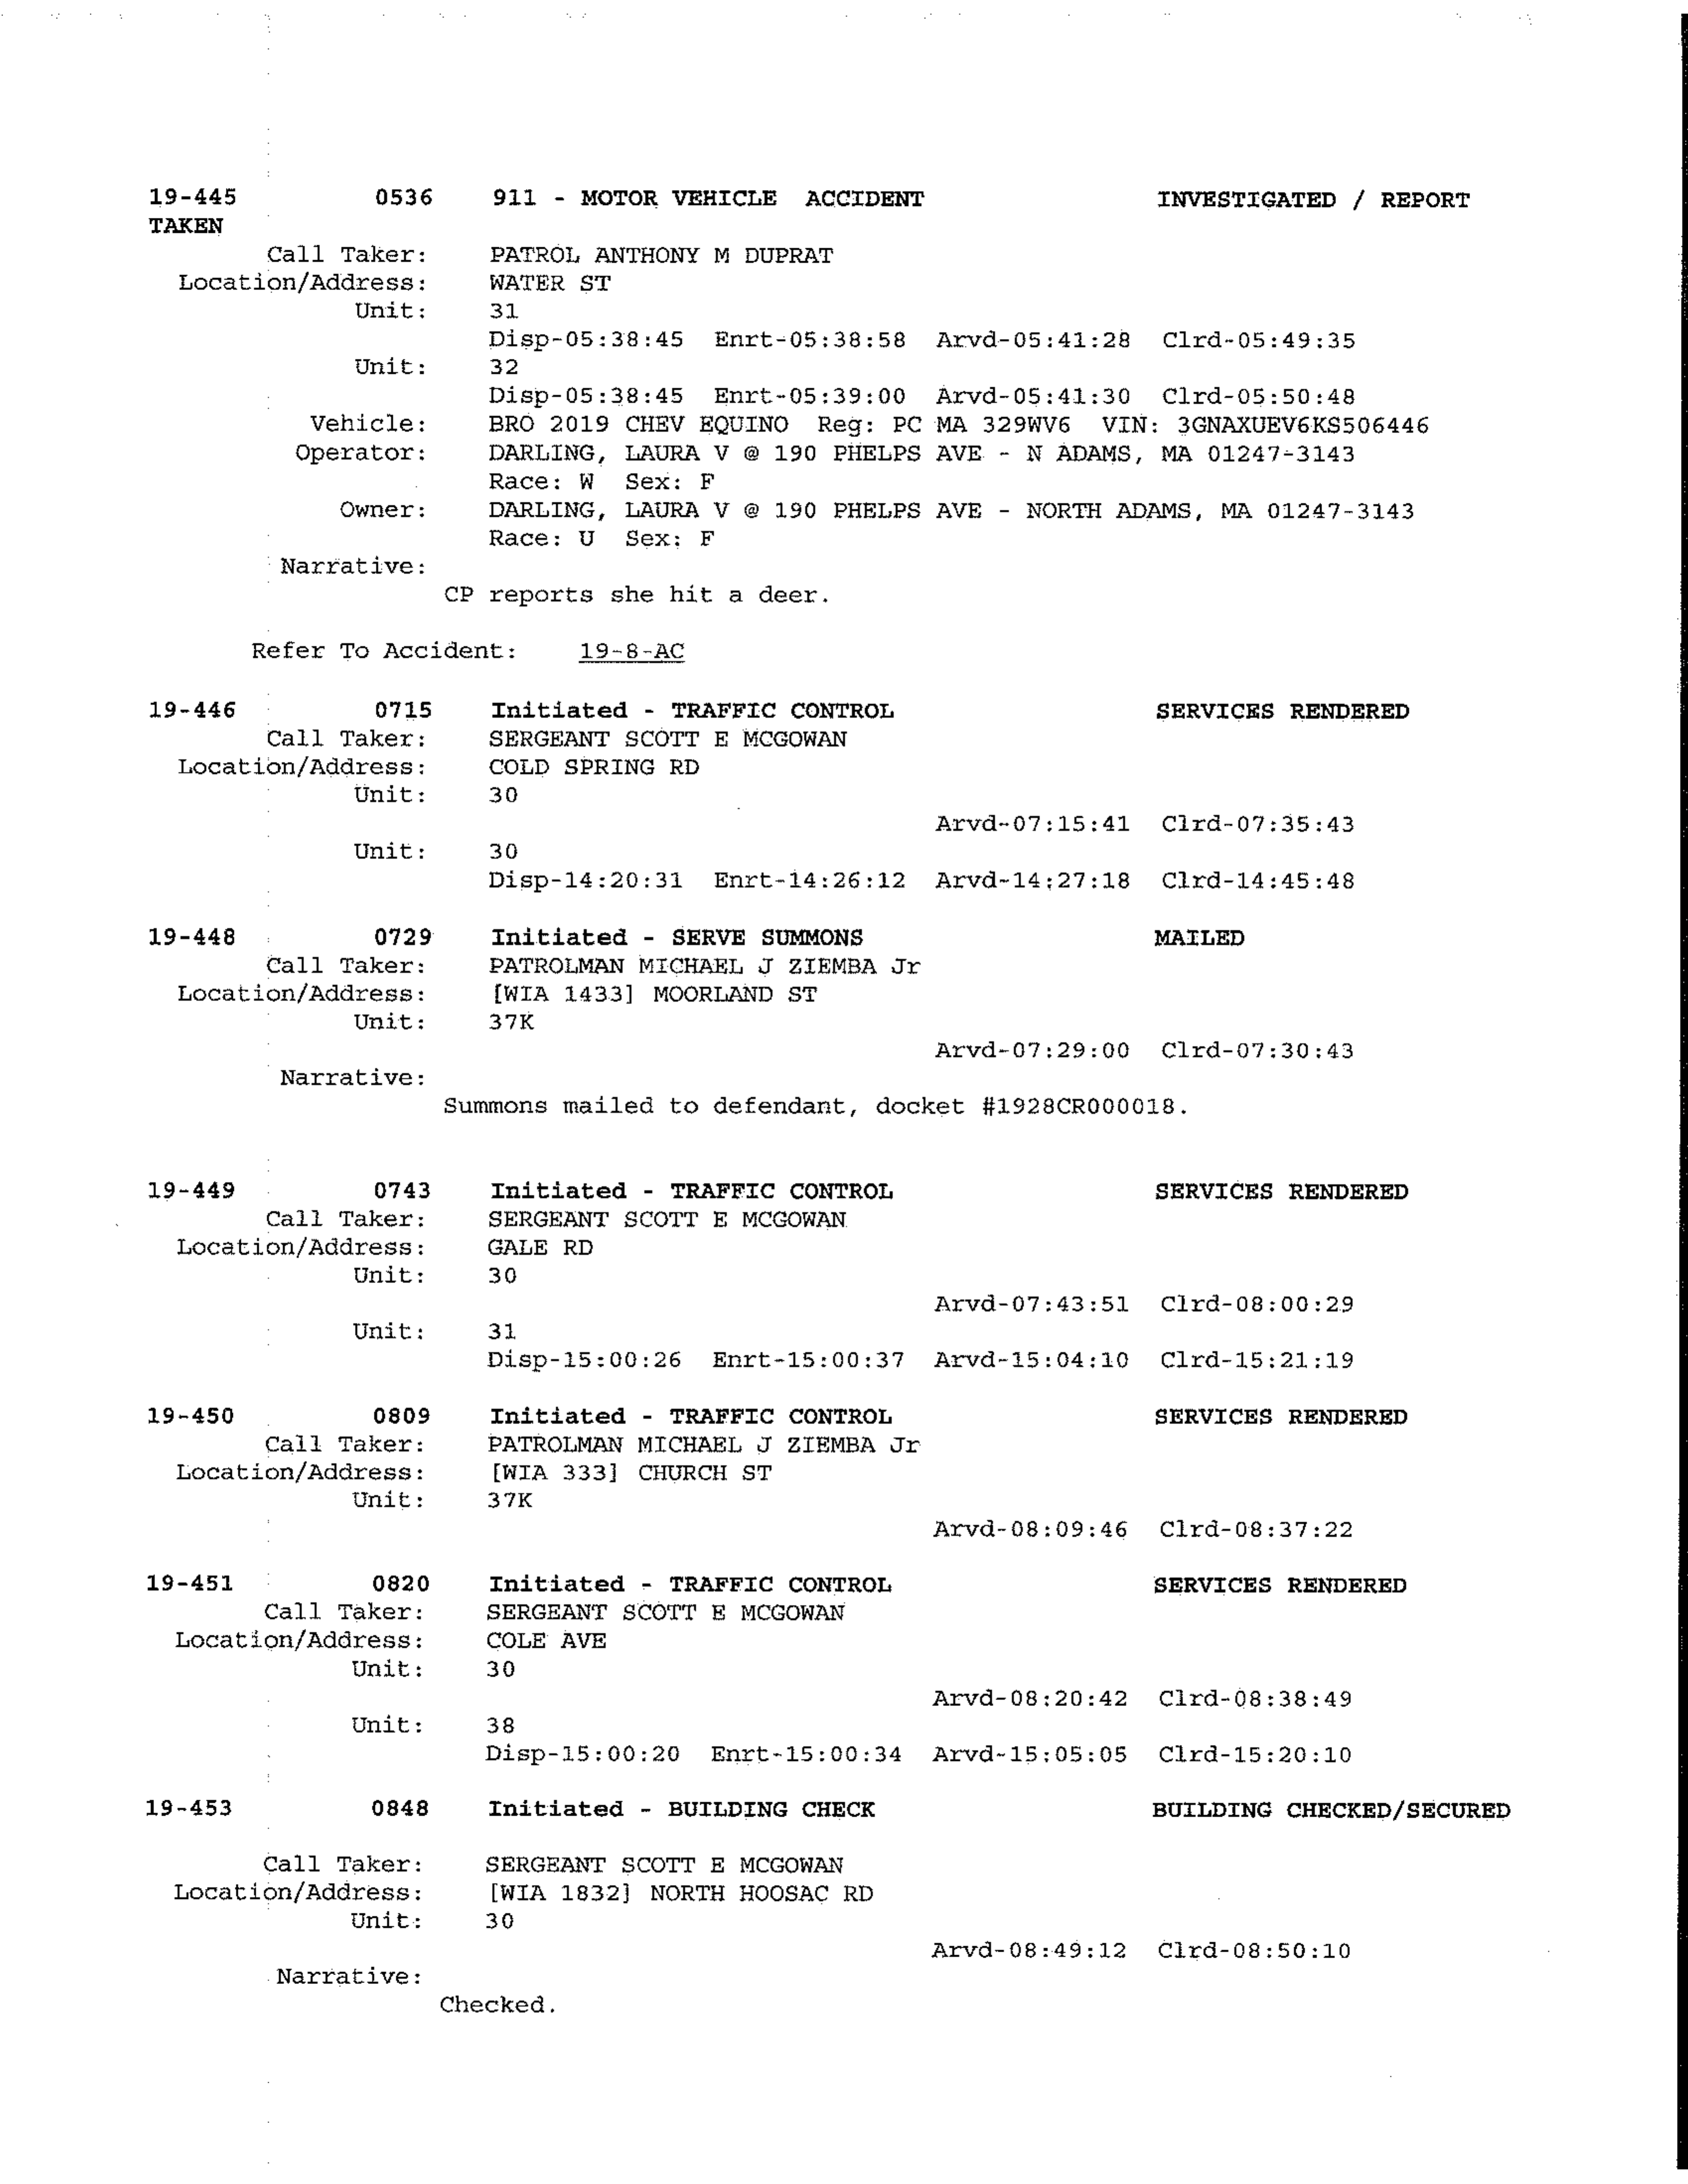 19-445 0536 911 - MOTOR VEHICLE ACCIDENT INVESTIGATED / REPORT
TAKEN
Call Taker: PATROL ANTHONY M DUPRAT
Location/Address: WATER ST
Unit: 31
Disp-05:38:45 Enrt-05:38:58 Arvd-05:41:28 Clrd-05:49:35
Unit: 32
Disp-05:38:45 Enrt-05:39:00 Arvd-05:41:30 Clrd-05:50:48
Vehicle: BRO 2019 CHEV EQUINO Reg: PC MA 329WV6 VIN: 3GNAXUEV6KS506446
Operator: DARLING, LAURA V @ 190 PHELPS AVE - N ADAMS, MA 01247-3143
Race: W Sex: F
Owner: DARLING, LAURA V @ 190 PHELPS AVE - NORTH ADAMS, MA 01247-3143
Race: U Sex: F
Narrative:
CP reports she hit a deer.
Refer To Accident: 19-8-AC
19-446 0715 Initiated - TRAFFIC CONTROL SERVICES RENDERED
Call Taker: SERGEANT SCOTT E MCGOWAN
Location/Address: COLD SPRING RD
Unit: 30
Arvd-07:15:41 Clrd-07:35:43
Unit: 30
Disp-14:20:31 Enrt-14:26:12 Arvd-14:27:18 Clrd-14:45:48
19-448 0729 Initiated - SERVE SUMMONS MAILED
Call Taker: PATROLMAN MICHAEL J ZIEMBA Jr
Location/Address: [WIA 1433] MOORLAND ST
Unit: 37K
Arvd-07:29:00 Clrd-07:30:43
Narrative:
Summons mailed to defendant, docket #1928CR000018.
19-449 0743 Initiated - TRAFFIC CONTROL SERVICES RENDERED
Call Taker: SERGEANT SCOTT E MCGOWAN
Location/Address: GALE RD
Unit: 30
Arvd-07:43:51 Clrd-08:00:29
Unit: 31
Disp-15:00:26 Enrt-15:00:37 Arvd-15:04:10 Clrd-15:21:19
19-450 0809 Initiated - TRAFFIC CONTROL SERVICES RENDERED
Call Taker: PATROLMAN MICHAEL J ZIEMBA Jr
Location/Address: [WIA 333] CHURCH ST
Unit: 37K
Arvd-08:09:46 Clrd-08:37:22
19-451 0820 Initiated - TRAFFIC CONTROL SERVICES RENDERED
Call Taker: SERGEANT SCOTT E MCGOWAN
Location/Address: COLE AVE
Unit: 30
Arvd-08:20:42 Clrd-08:38:49
Unit: 38
Disp-15:00:20 Enrt-15:00:34 Arvd-15:05:05 Clrd-15:20:10
19-453 0848 Initiated - BUILDING CHECK BUILDING CHECKED/SECURED
Call Taker: SERGEANT SCOTT E MCGOWAN
Location/Address: [WIA 1832] NORTH HOOSAC RD
Unit: 30
Arvd-08:49:12 Clrd-08:50:10
Narrative:
Checked.